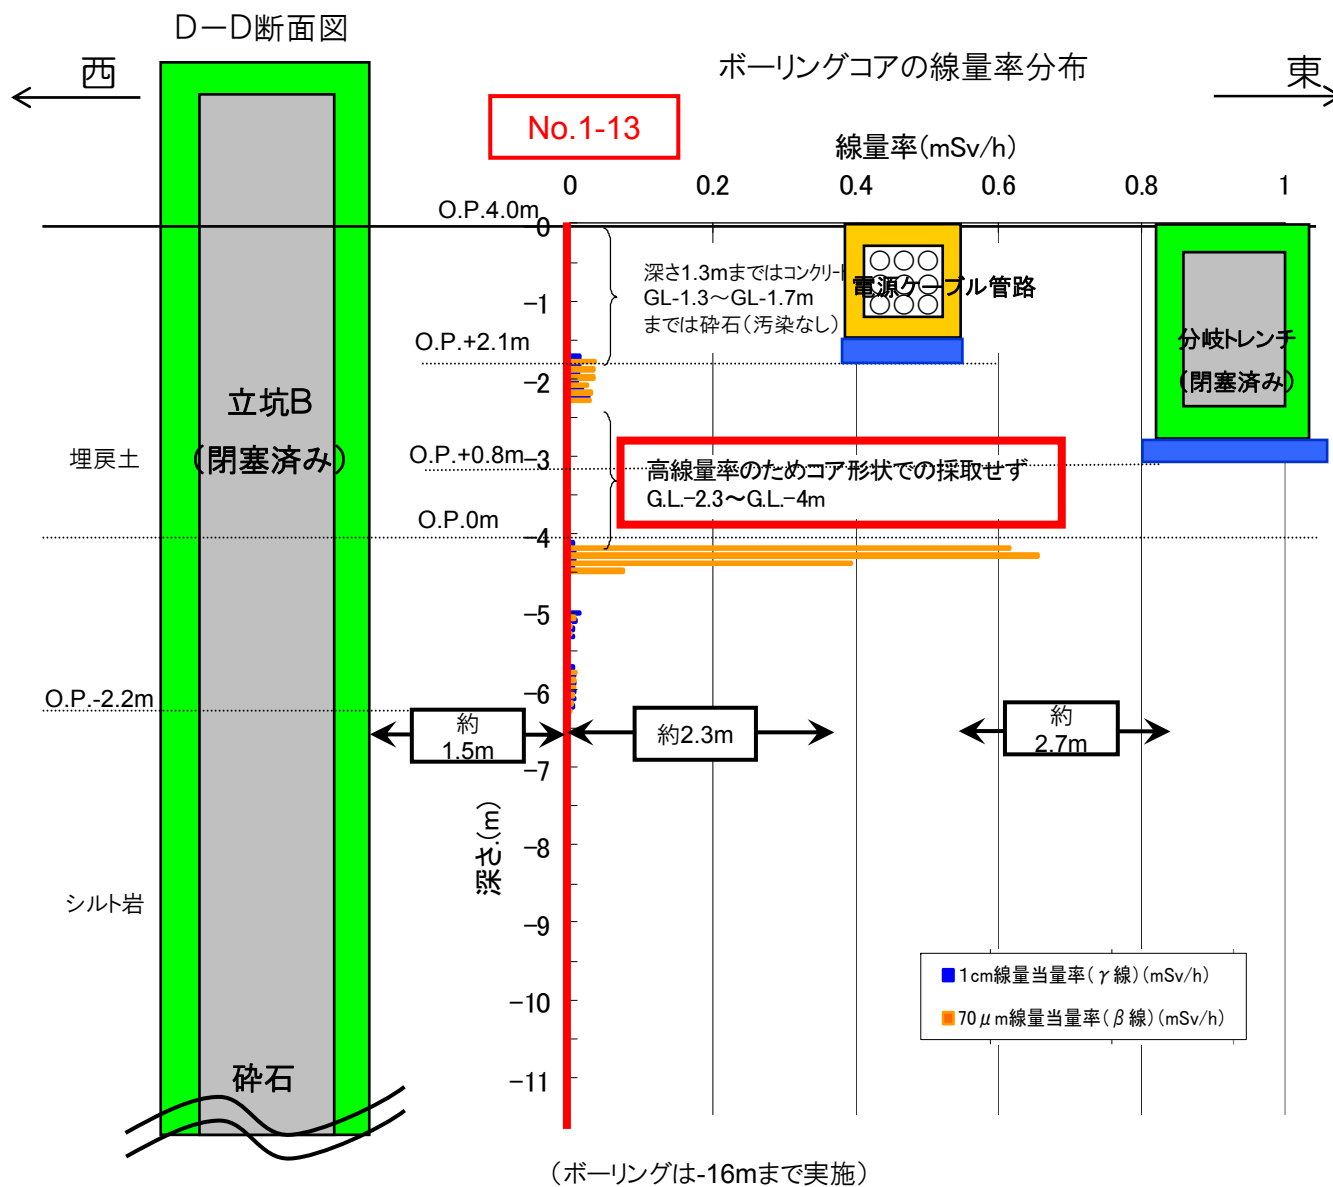 D－D断面図
西
ボーリングコアの線量率分布
東
No.1-13
線量率(mSv/h)
0
0.2
0.4
0.6
0.8
1
O.P.4.0m
-0
深さ1.3mまではコンクリート
GL-1.3～GL-1.7m
までは砕石(汚染なし)
電源ケーブル管路
-1
O.P.+2.1m
分岐トレンチ
(閉塞済み)
-2
立坑B
(閉塞済み)
埋戻土
O.P.+0.8m
-3
高線量率のためコア形状での採取せず
G.L.-2.3～G.L.-4m
O.P.0m
-4
-5
O.P.-2.2m
-6
約
1.5m
約2.3m
約
2.7m
-7
深さ.(m)
-8
シルト岩
-9
1cm線量当量率(γ線)(mSv/h)
-10
70μm線量当量率(β線)(mSv/h)
-11
砕石
(ボーリングは-16mまで実施)